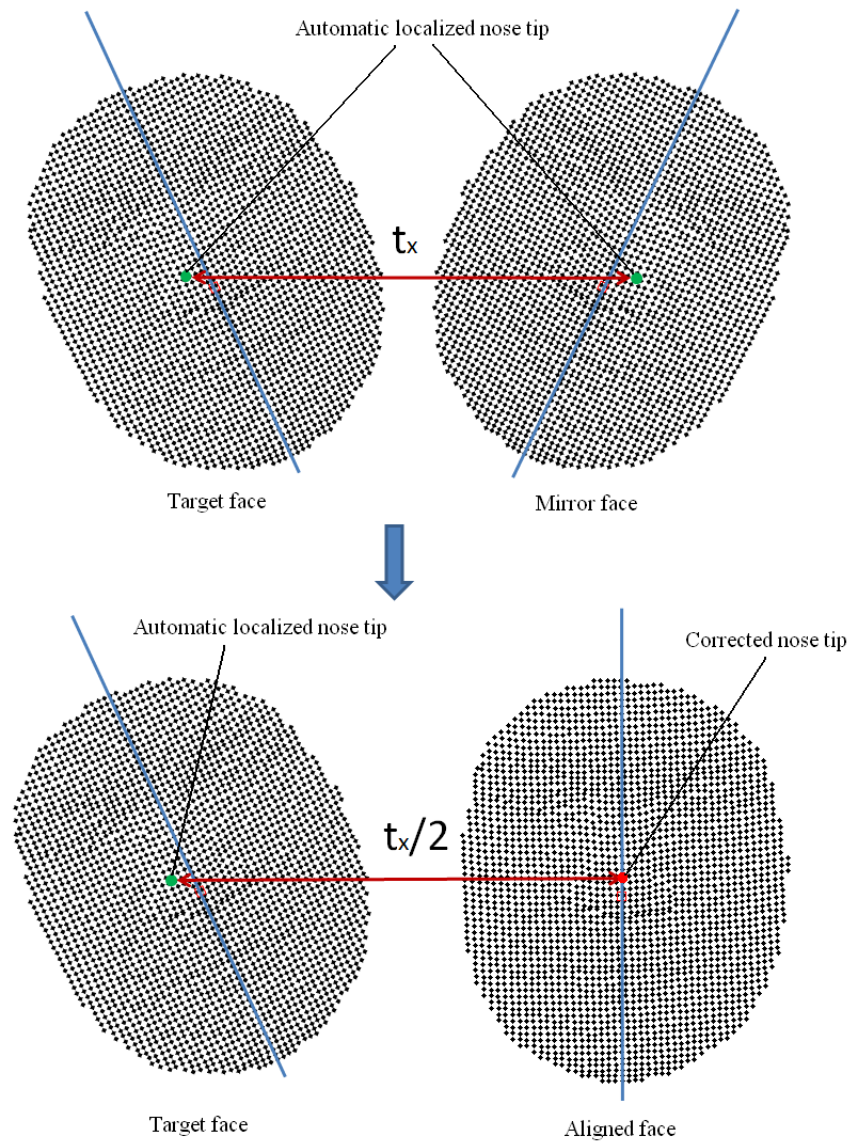 Automatic localized nose tip
tx
Target face
Mirror face
Automatic localized nose tip
Corrected nose tip
tx/2
Target face
Aligned face